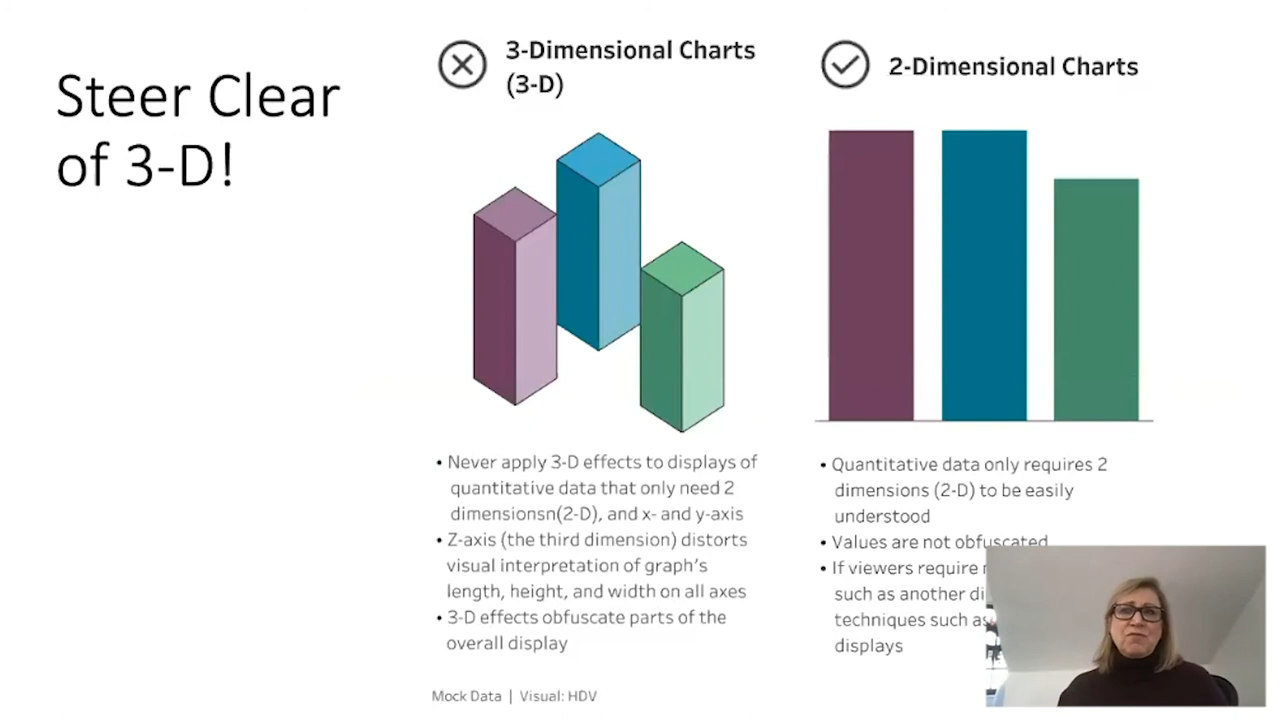 Steer Clear
of 3-D!
3-Dimensional Charts
(3-D)
• Never apply 3-D effects to displays of
quantitative data that only need 2
dimensionsn(2-D), and x- and y-axis
• Z-axis (the third dimension) distorts
visual interpretation of graph's
length, height, and width on all axes
• 3-D effects obfuscate parts of the
overall display
2-Dimensional Charts
• Quantitative data only requires 2
dimensions (2-D) to be easily
understood
• Values are not obfuscated
• If viewers require
such as another
techniques such as
displays
Mock Data | Visual: HDV